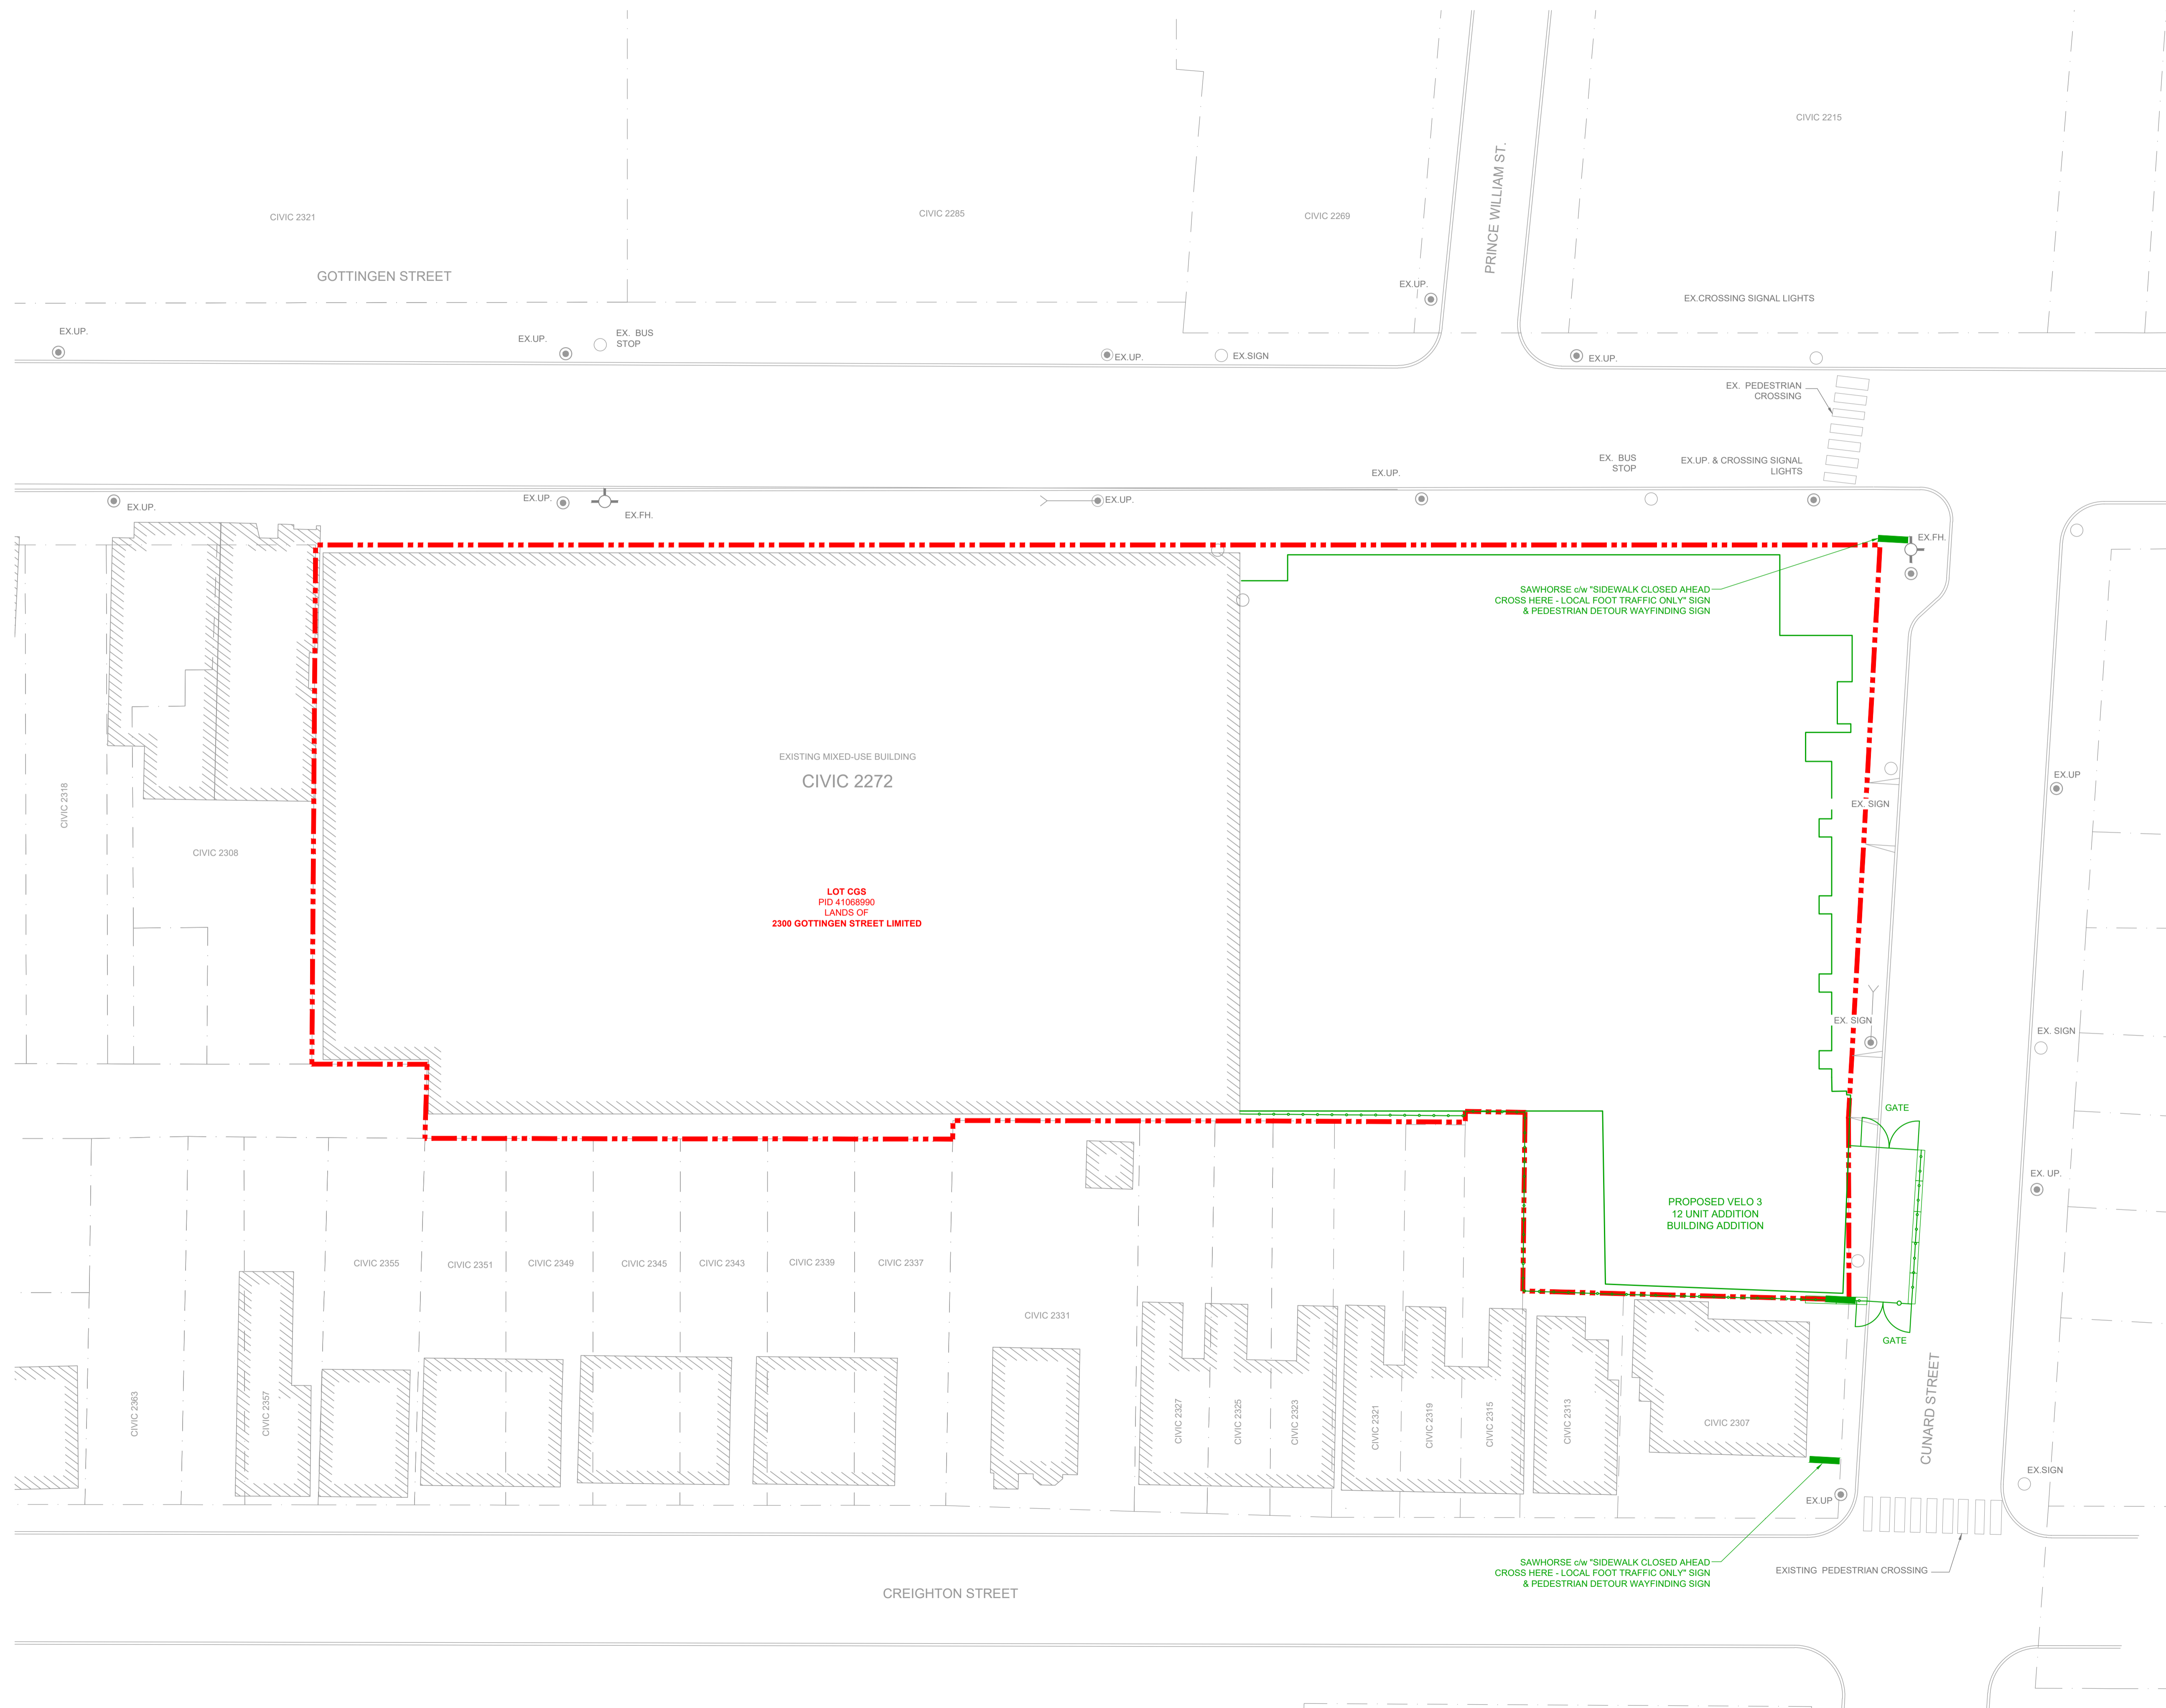 CIVIC 2215
PRINCE WILLIAM ST.
CIVIC 2321
CIVIC 2285
CIVIC 2269
GOTTINGEN STREET
EX.UP.
EX.CROSSING SIGNAL LIGHTS
EX.UP.
EX.UP.
EX. BUS
STOP
EX.UP.
EX.SIGN
EX.UP.
EX. PEDESTRIAN
CROSSING
EX. BUS
STOP
EX.UP. & CROSSING SIGNAL
LIGHTS
EX.UP.
EX.UP.
EX.UP.
EX.FH.
EX.UP.
EX.FH.
SAWHORSE c/w "SIDEWALK CLOSED AHEAD
CROSS HERE - LOCAL FOOT TRAFFIC ONLY" SIGN
& PEDESTRIAN DETOUR WAYFINDING SIGN
EXISTING MIXED-USE BUILDING
CIVIC 2272
EX.UP
EX. SIGN
CIVIC 2318
CIVIC 2308
LOT CGS
PID 41068990
LANDS OF
2300 GOTTINGEN STREET LIMITED
EX. SIGN
EX. SIGN
GATE
EX. UP.
PROPOSED VELO 3
12 UNIT ADDITION
BUILDING ADDITION
CIVIC 2355
CIVIC 2351
CIVIC 2349
CIVIC 2345
CIVIC 2343
CIVIC 2339
CIVIC 2337
CIVIC 2331
GATE
CIVIC 2363
CIVIC 2357
CIVIC 2327
CIVIC 2325
CIVIC 2323
CIVIC 2321
CIVIC 2319
CIVIC 2315
CIVIC 2313
CIVIC 2307
CUNARD STREET
EX.SIGN
EX.UP
SAWHORSE c/w "SIDEWALK CLOSED AHEAD
CROSS HERE - LOCAL FOOT TRAFFIC ONLY" SIGN
& PEDESTRIAN DETOUR WAYFINDING SIGN
EXISTING PEDESTRIAN CROSSING
CREIGHTON STREET